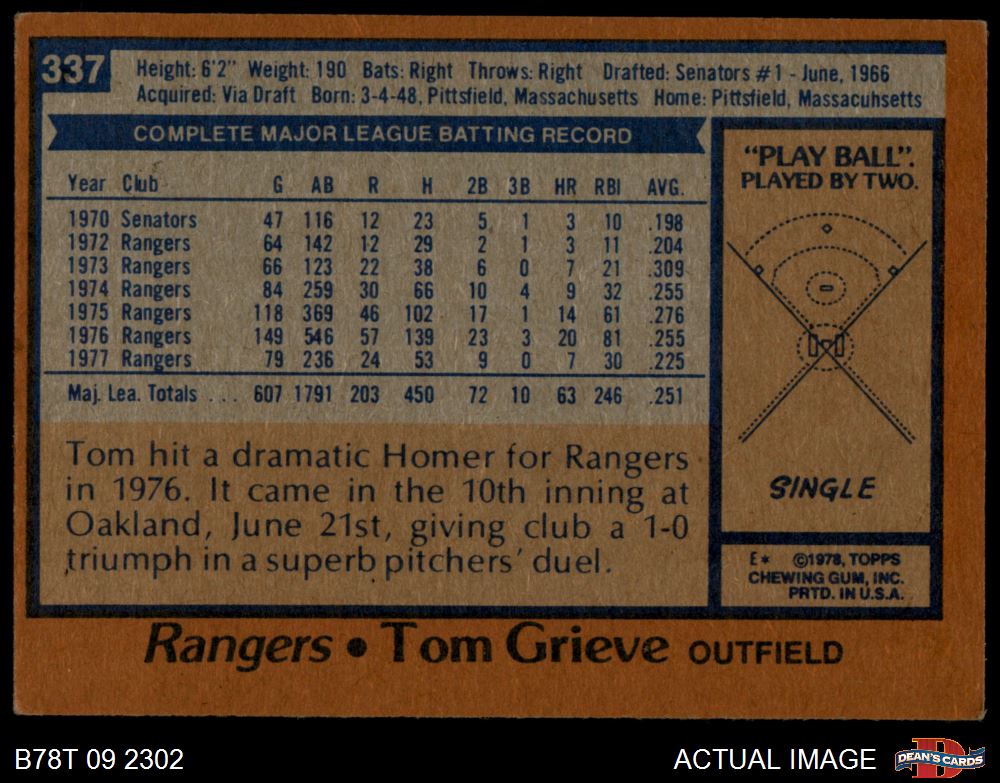 337
Height: 6'2" Weight: 190 Bats: Right Throws: Right Drafted: Senators #1 - June, 1966
Acquired: Via Draft Born: 3-4-48, Pittsfield, Massachusetts Home: Pittsfield, Massacuhsetts
COMPLETE MAJOR LEAGUE BATTING RECORD
Year Club G AB R H 2B 3B HR RBI AVG.
1970 Senators 47 116 12 23 5 1 3 10 .198
1972 Rangers 64 142 12 29 2 1 3 11 .204
1973 Rangers 66 123 22 38 6 0 7 21 .309
1974 Rangers 84 259 30 66 10 4 9 32 .255
1975 Rangers 118 369 46 102 17 1 14 61 .276
1976 Rangers 149 546 57 139 23 3 20 81 .255
1977 Rangers 79 236 24 53 9 0 7 30 .225
Maj. Lea. Totals . . . 607 1791 203 450 72 10 63 246 .251
Tom hit a dramatic Homer for Rangers
in 1976. It came in the 10th inning at
Oakland, June 21st, giving club a 1-0
triumph in a superb pitchers' duel.
"PLAY BALL".
PLAYED BY TWO.
SINGLE
E* ©1978, TOPPS
CHEWING GUM, INC.
PRTD. IN U.S.A.
Rangers • Tom Grieve OUTFIELD
B78T 09 2302
ACTUAL IMAGE
D
DEAN'S CARDS